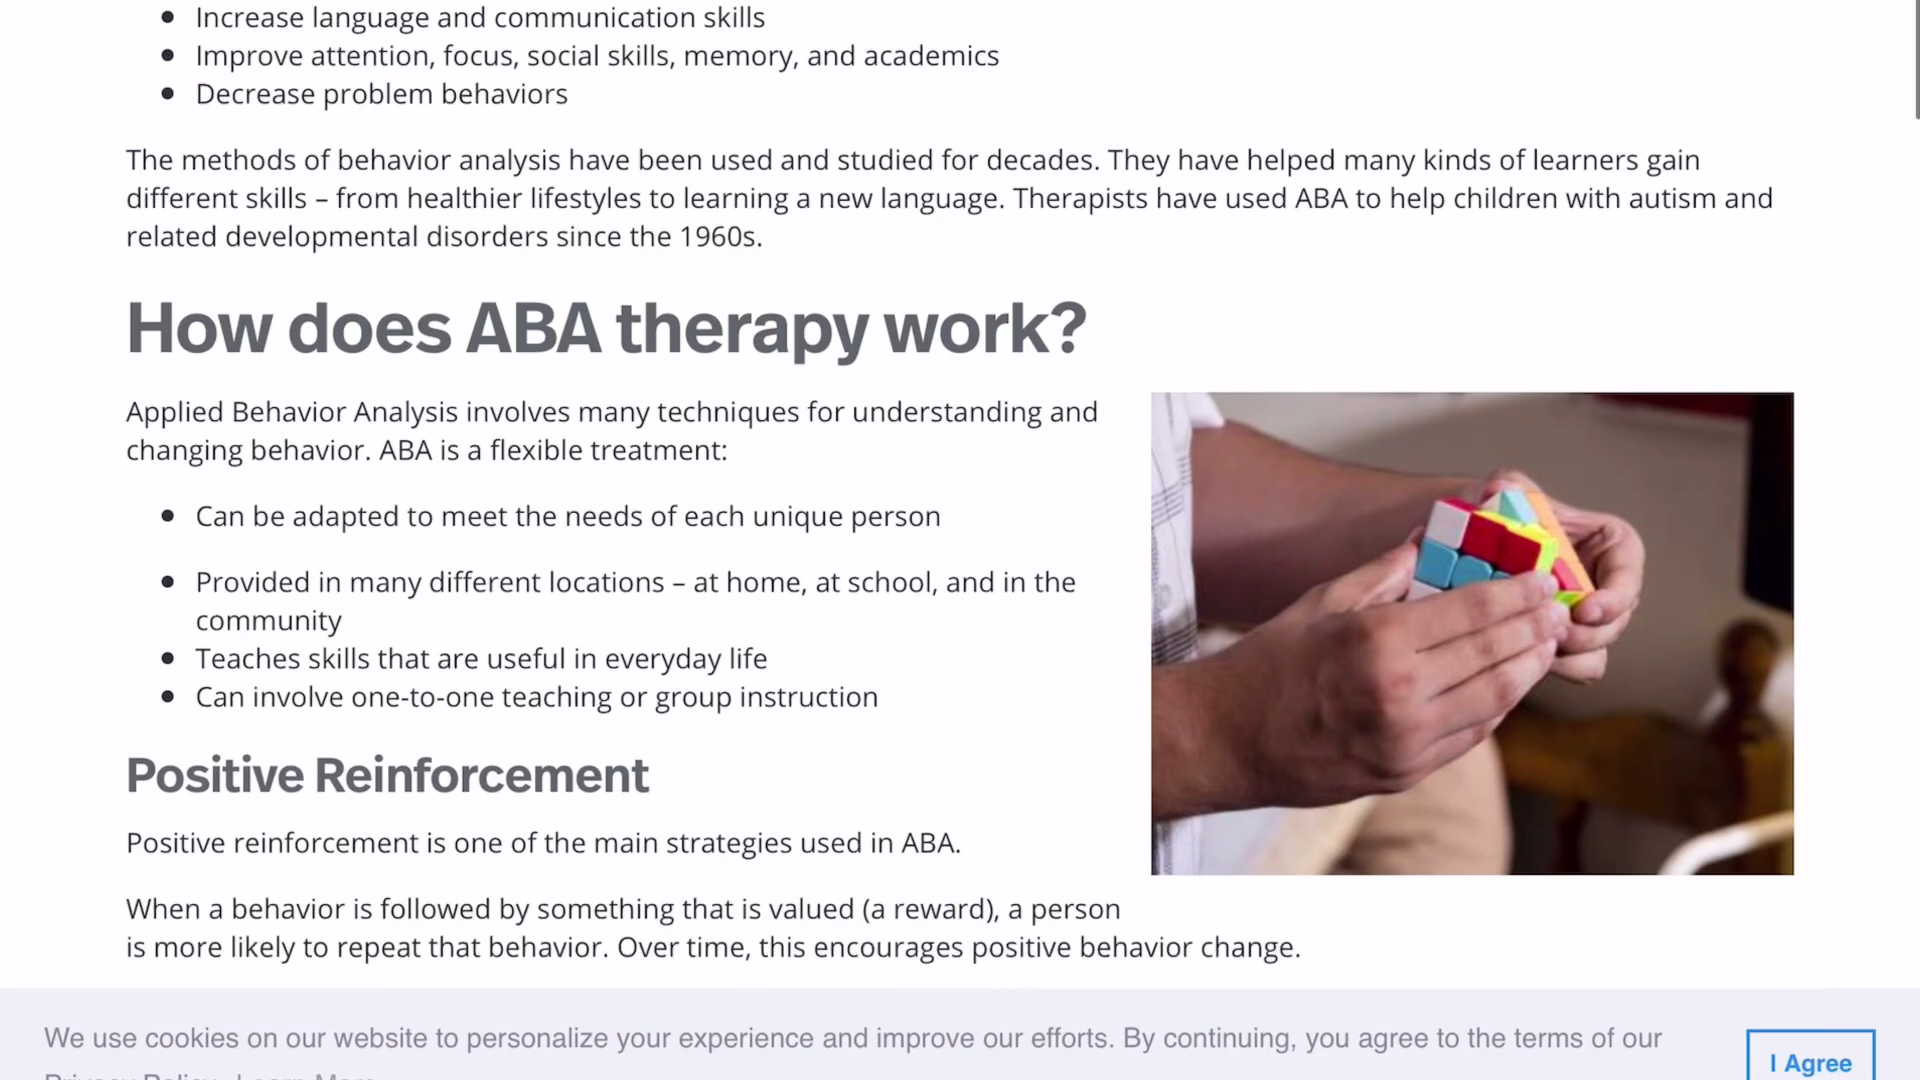 Increase language and communication skills
Improve attention, focus, social skills, memory, and academics
Decrease problem behaviors
The methods of behavior analysis have been used and studied for decades. They have helped many kinds of learners gain
different skills – from healthier lifestyles to learning a new language. Therapists have used ABA to help children with autism and
related developmental disorders since the 1960s.
How does ABA therapy work?
Applied Behavior Analysis involves many techniques for understanding and
changing behavior. ABA is a flexible treatment:
Can be adapted to meet the needs of each unique person
Provided in many different locations – at home, at school, and in the
community
Teaches skills that are useful in everyday life
Can involve one-to-one teaching or group instruction
Positive Reinforcement
Positive reinforcement is one of the main strategies used in ABA.
When a behavior is followed by something that is valued (a reward), a person
is more likely to repeat that behavior. Over time, this encourages positive behavior change.
We use cookies on our website to personalize your experience and improve our efforts. By continuing, you agree to the terms of our
Privacy Policy. Learn More
I Agree